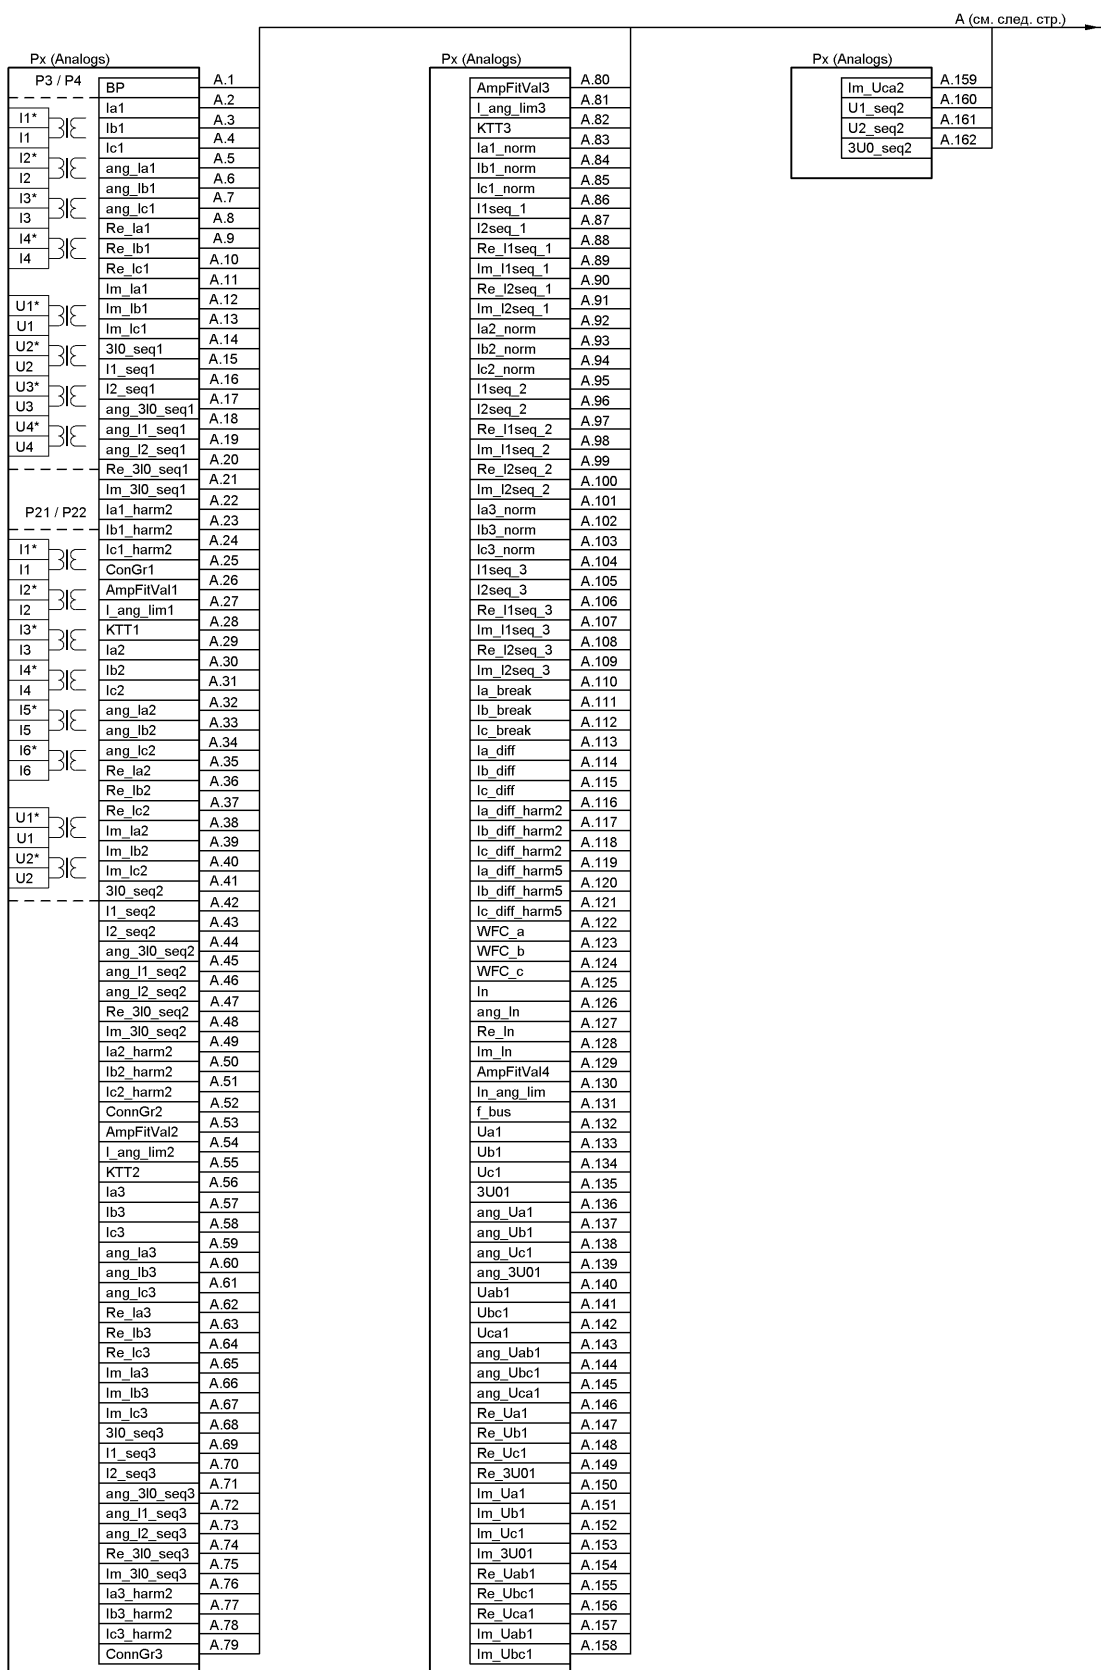 A (см. след. стр.)
Px (Analogs)
P3 / P4
I1*
I1
I2*
I2
I3*
I3
I4*
I4
U1*
U1
U2*
U2
U3*
U3
U4*
U4
P21 / P22
I1*
I1
I2*
I2
I3*
I3
I4*
I4
I5*
I5
I6*
I6
U1*
U1
U2*
U2
BP A.1
Ia1 A.2
Ib1 A.3
Ic1 A.4
ang_Ia1 A.5
ang_Ib1 A.6
ang_Ic1 A.7
Re_Ia1 A.8
Re_Ib1 A.9
Re_Ic1 A.10
Im_Ia1 A.11
Im_Ib1 A.12
Im_Ic1 A.13
3I0_seq1 A.14
I1_seq1 A.15
I2_seq1 A.16
ang_3I0_seq1 A.17
ang_I1_seq1 A.18
ang_I2_seq1 A.19
Re_3I0_seq1 A.20
Im_3I0_seq1 A.21
Ia1_harm2 A.22
Ib1_harm2 A.23
Ic1_harm2 A.24
ConGr1 A.25
AmpFitVal1 A.26
I_ang_lim1 A.27
KTT1 A.28
Ia2 A.29
Ib2 A.30
Ic2 A.31
ang_Ia2 A.32
ang_Ib2 A.33
ang_Ic2 A.34
Re_Ia2 A.35
Re_Ib2 A.36
Re_Ic2 A.37
Im_Ia2 A.38
Im_Ib2 A.39
Im_Ic2 A.40
3I0_seq2 A.41
I1_seq2 A.42
I2_seq2 A.43
ang_3I0_seq2 A.44
ang_I1_seq2 A.45
ang_I2_seq2 A.46
Re_3I0_seq2 A.47
Im_3I0_seq2 A.48
Ia2_harm2 A.49
Ib2_harm2 A.50
Ic2_harm2 A.51
ConnGr2 A.52
AmpFitVal2 A.53
I_ang_lim2 A.54
KTT2 A.55
Ia3 A.56
Ib3 A.57
Ic3 A.58
ang_Ia3 A.59
ang_Ib3 A.60
ang_Ic3 A.61
Re_Ia3 A.62
Re_Ib3 A.63
Re_Ic3 A.64
Im_Ia3 A.65
Im_Ib3 A.66
Im_Ic3 A.67
3I0_seq3 A.68
I1_seq3 A.69
I2_seq3 A.70
ang_3I0_seq3 A.71
ang_I1_seq3 A.72
ang_I2_seq3 A.73
Re_3I0_seq3 A.74
Im_3I0_seq3 A.75
Ia3_harm2 A.76
Ib3_harm2 A.77
Ic3_harm2 A.78
ConnGr3 A.79
Px (Analogs)
AmpFitVal3 A.80
I_ang_lim3 A.81
KTT3 A.82
Ia1_norm A.83
Ib1_norm A.84
Ic1_norm A.85
I1seq_1 A.86
I2seq_1 A.87
Re_I1seq_1 A.88
Im_I1seq_1 A.89
Re_I2seq_1 A.90
Im_I2seq_1 A.91
Ia2_norm A.92
Ib2_norm A.93
Ic2_norm A.94
I1seq_2 A.95
I2seq_2 A.96
Re_I1seq_2 A.97
Im_I1seq_2 A.98
Re_I2seq_2 A.99
Im_I2seq_2 A.100
Ia3_norm A.101
Ib3_norm A.102
Ic3_norm A.103
I1seq_3 A.104
I2seq_3 A.105
Re_I1seq_3 A.106
Im_I1seq_3 A.107
Re_I2seq_3 A.108
Im_I2seq_3 A.109
Ia_break A.110
Ib_break A.111
Ic_break A.112
Ia_diff A.113
Ib_diff A.114
Ic_diff A.115
Ia_diff_harm2 A.116
Ib_diff_harm2 A.117
Ic_diff_harm2 A.118
Ia_diff_harm5 A.119
Ib_diff_harm5 A.120
Ic_diff_harm5 A.121
WFC_a A.122
WFC_b A.123
WFC_c A.124
In A.125
ang_In A.126
Re_In A.127
Im_In A.128
AmpFitVal4 A.129
In_ang_lim A.130
f_bus A.131
Ua1 A.132
Ub1 A.133
Uc1 A.134
3U01 A.135
ang_Ua1 A.136
ang_Ub1 A.137
ang_Uc1 A.138
ang_3U01 A.139
Uab1 A.140
Ubc1 A.141
Uca1 A.142
ang_Uab1 A.143
ang_Ubc1 A.144
ang_Uca1 A.145
Re_Ua1 A.146
Re_Ub1 A.147
Re_Uc1 A.148
Re_3U01 A.149
Im_Ua1 A.150
Im_Ub1 A.151
Im_Uc1 A.152
Im_3U01 A.153
Re_Uab1 A.154
Re_Ubc1 A.155
Re_Uca1 A.156
Im_Uab1 A.157
Im_Ubc1 A.158
Px (Analogs)
Im_Uca2 A.159
U1_seq2 A.160
U2_seq2 A.161
3U0_seq2 A.162